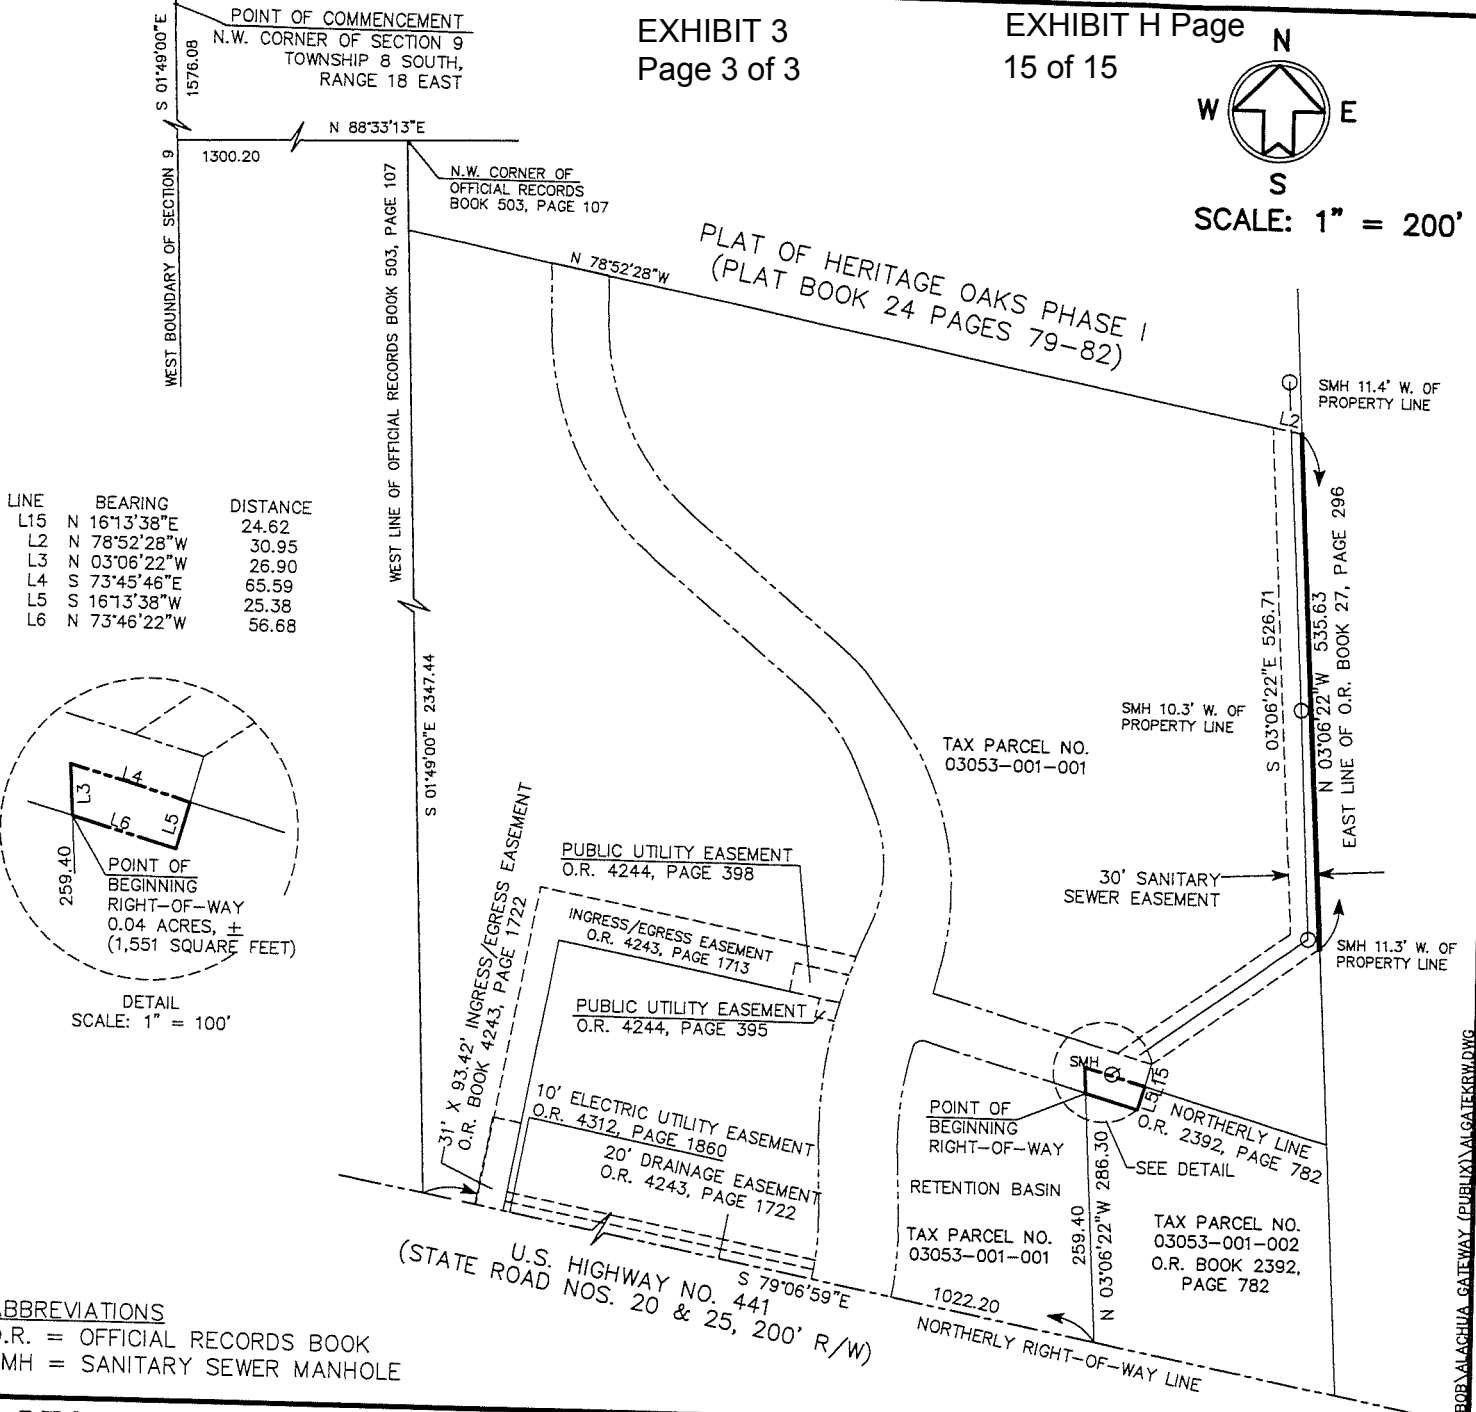 POINT OF COMMENCEMENT
N.W. CORNER OF SECTION 9
TOWNSHIP 8 SOUTH,
RANGE 18 EAST
EXHIBIT 3
Page 3 of 3
EXHIBIT H Page
15 of 15
N
W E
S
SCALE: 1" = 200'
S 01°49'00"E
1576.08
N 88°33'13"E
1300.20
WEST BOUNDARY OF SECTION 9
N.W. CORNER OF
OFFICIAL RECORDS
BOOK 503, PAGE 107
WEST LINE OF OFFICIAL RECORDS BOOK 503, PAGE 107
S 01°49'00"E 2347.44
N 78°52'28"W
PLAT OF HERITAGE OAKS PHASE I
(PLAT BOOK 24 PAGES 79-82)
SMH 11.4' W. OF
PROPERTY LINE
L2
LINE BEARING DISTANCE
L15 N 16°13'38"E 24.62
L2 N 78°52'28"W 30.95
L3 N 03°06'22"W 26.90
L4 S 73°45'46"E 65.59
L5 S 16°13'38"W 25.38
L6 N 73°46'22"W 56.68
S 03°06'22"E 526.71
N 03°06'22"W 535.63
EAST LINE OF O.R. BOOK 27, PAGE 296
SMH 10.3' W. OF
PROPERTY LINE
TAX PARCEL NO.
03053-001-001
L4
L3
L6
L5
259.40
POINT OF
BEGINNING
RIGHT-OF-WAY
0.04 ACRES, ±
(1,551 SQUARE FEET)
DETAIL
SCALE: 1" = 100'
31' X 93.42' INGRESS/EGRESS EASEMENT
O.R. BOOK 4243, PAGE 1722
PUBLIC UTILITY EASEMENT
O.R. 4244, PAGE 398
INGRESS/EGRESS EASEMENT
O.R. 4243, PAGE 1713
PUBLIC UTILITY EASEMENT
O.R. 4244, PAGE 395
30' SANITARY
SEWER EASEMENT
SMH 11.3' W. OF
PROPERTY LINE
10' ELECTRIC UTILITY EASEMENT
O.R. 4312, PAGE 1860
20' DRAINAGE EASEMENT
O.R. 4243, PAGE 1722
SMH
L5
L15
POINT OF
BEGINNING
RIGHT-OF-WAY
NORTHERLY LINE
O.R. 2392, PAGE 782
SEE DETAIL
RETENTION BASIN
TAX PARCEL NO.
03053-001-001
259.40
N 03°06'22"W 286.30
TAX PARCEL NO.
03053-001-002
O.R. BOOK 2392,
PAGE 782
U.S. HIGHWAY NO. 441
(STATE ROAD NOS. 20 & 25, 200' R/W)
S 79°06'59"E
1022.20
NORTHERLY RIGHT-OF-WAY LINE
BBREVIATIONS
.R. = OFFICIAL RECORDS BOOK
MH = SANITARY SEWER MANHOLE
BOB\ALACHUA GATEWAY (PUBLIX)\ALGATEKRW.DWG